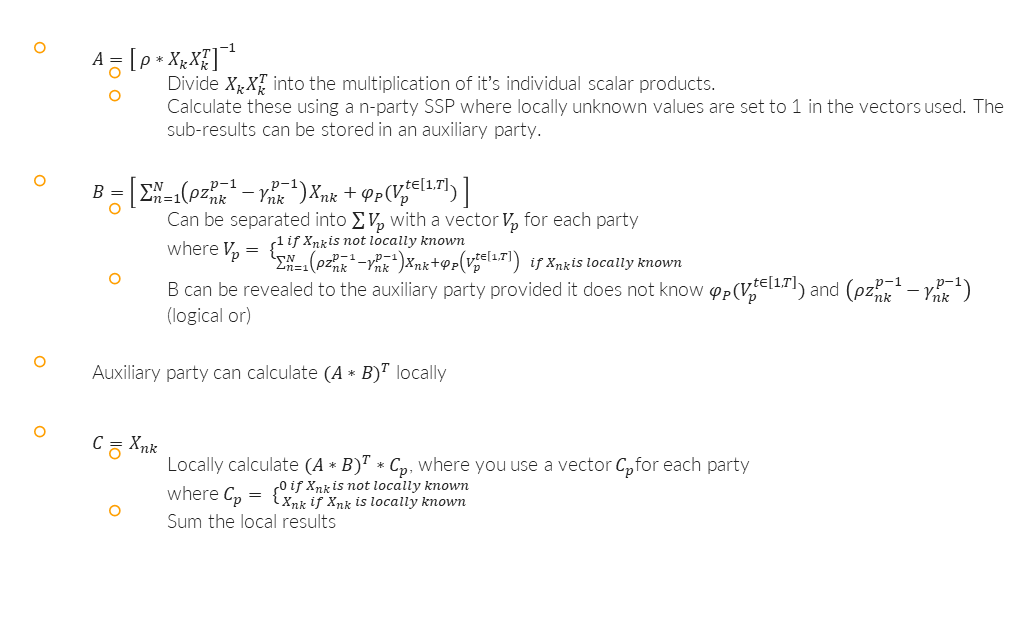 A = [ρ ∗ XₖXₖᵀ]⁻¹
Divide XₖXₖᵀ into the multiplication of it's individual scalar products.
Calculate these using a n-party SSP where locally unknown values are set to 1 in the vectors used. The
sub-results can be stored in an auxiliary party.
B = [Σ_{n=1}^{N}(ρz_{nk}^{p−1} − γ_{nk}^{p−1})X_{nk} + φ_P(V_p^{t∈[1,T]})]
Can be separated into ∑ V_p with a vector V_p for each party
where V_p = {1 if X_{nk} is not locally known
Σ_{n=1}^{N}(ρz_{nk}^{p−1}−γ_{nk}^{p−1})X_{nk}+φ_P(V_p^{t∈[1,T]}) if X_{nk} is locally known
B can be revealed to the auxiliary party provided it does not know φ_P(V_p^{t∈[1,T]}) and (ρz_{nk}^{p−1} − γ_{nk}^{p−1})
(logical or)
Auxiliary party can calculate (A ∗ B)ᵀ locally
C = X_{nk}
Locally calculate (A ∗ B)ᵀ ∗ C_p, where you use a vector C_p for each party
where C_p = {0 if X_{nk} is not locally known
X_{nk} if X_{nk} is locally known
Sum the local results